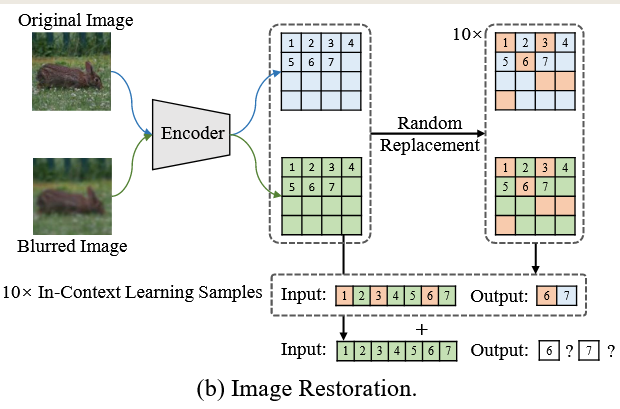 Original Image
Blurred Image
Encoder
1 2 3 4
5 6 7
1 2 3 4
5 6 7
Random
Replacement
10×
1 2 3 4
5 6 7
1 2 3 4
5 6 7
10× In-Context Learning Samples
Input: 1 2 3 4 5 6 7 Output: 6 7
+
Input: 1 2 3 4 5 6 7 Output: 6 ? 7 ?
(b) Image Restoration.